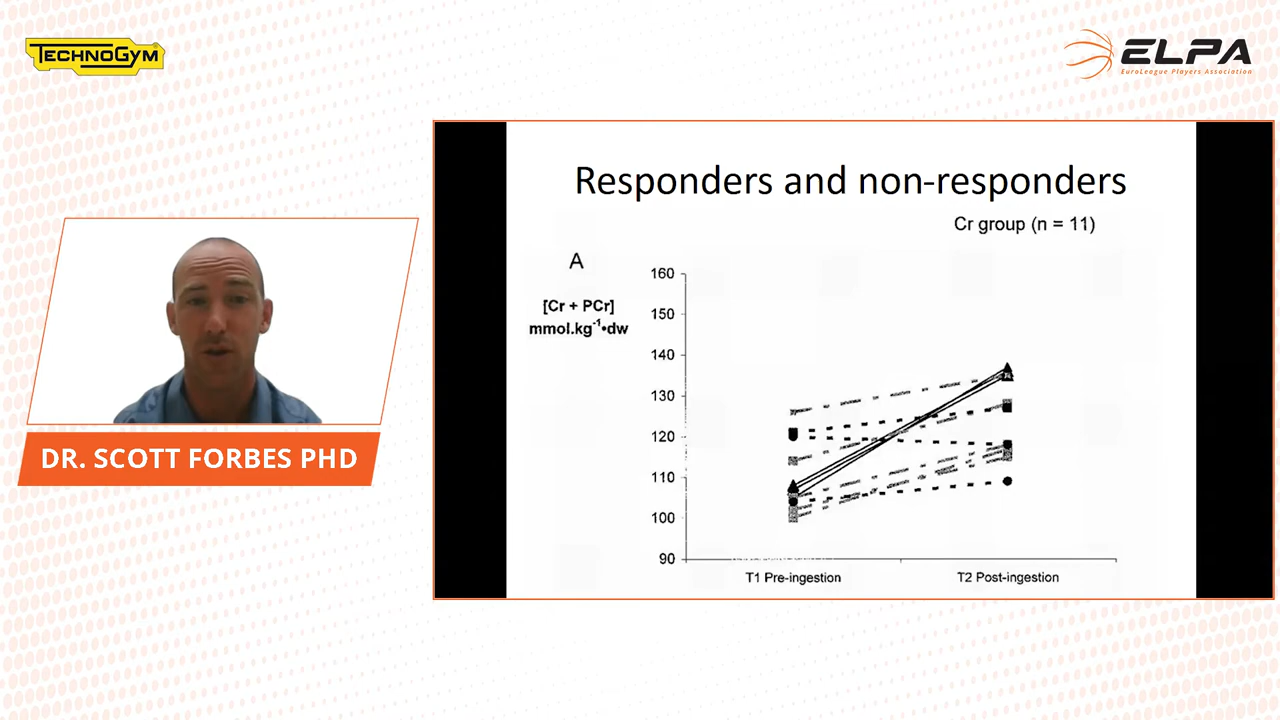 TECHNOGYM
ELPA
EuroLeague Players Association
Responders and non-responders
Cr group (n = 11)
A
[Cr + PCr]
mmol.kg⁻¹•dw
160
150
140
130
120
110
100
90
T1 Pre-ingestion
T2 Post-ingestion
DR. SCOTT FORBES PHD